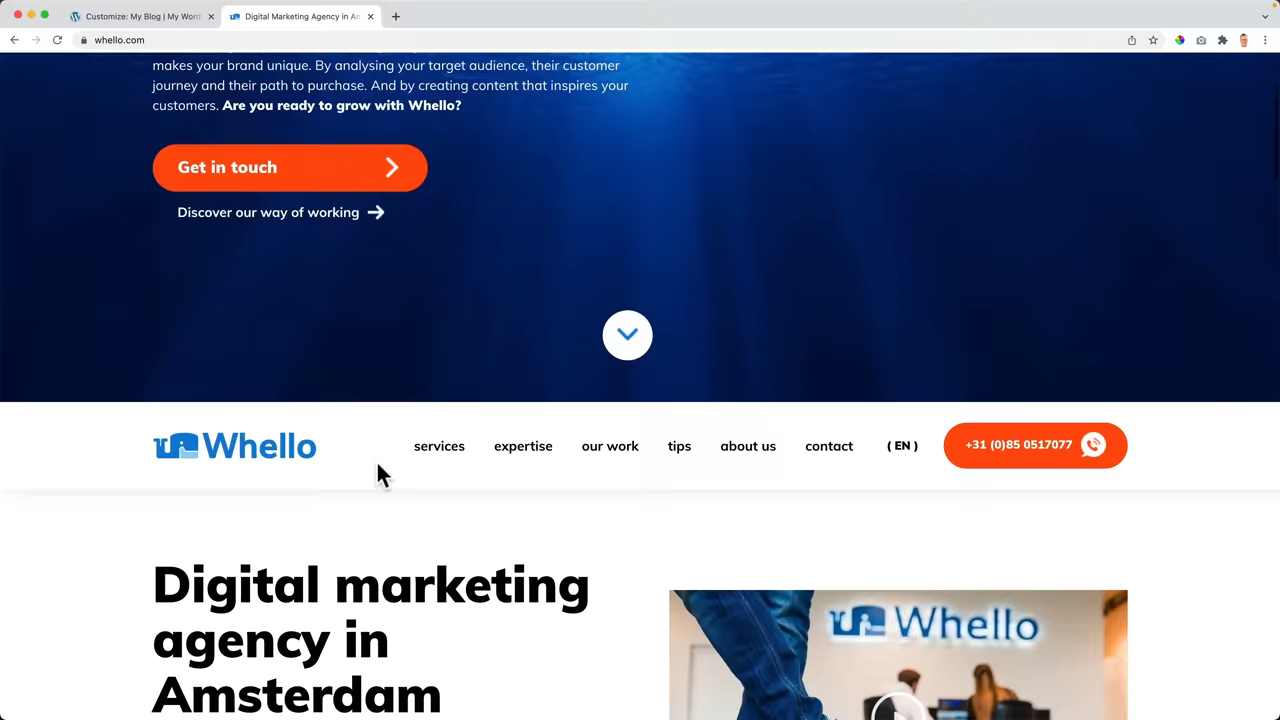 Customize: My Blog | My Word
Digital Marketing Agency in Am
whello.com
makes your brand unique. By analysing your target audience, their customer
journey and their path to purchase. And by creating content that inspires your
customers. Are you ready to grow with Whello?
Get in touch
Discover our way of working
Whello
services
expertise
our work
tips
about us
contact
( EN )
+31 (0)85 0517077
Digital marketing
agency in
Amsterdam
Whello